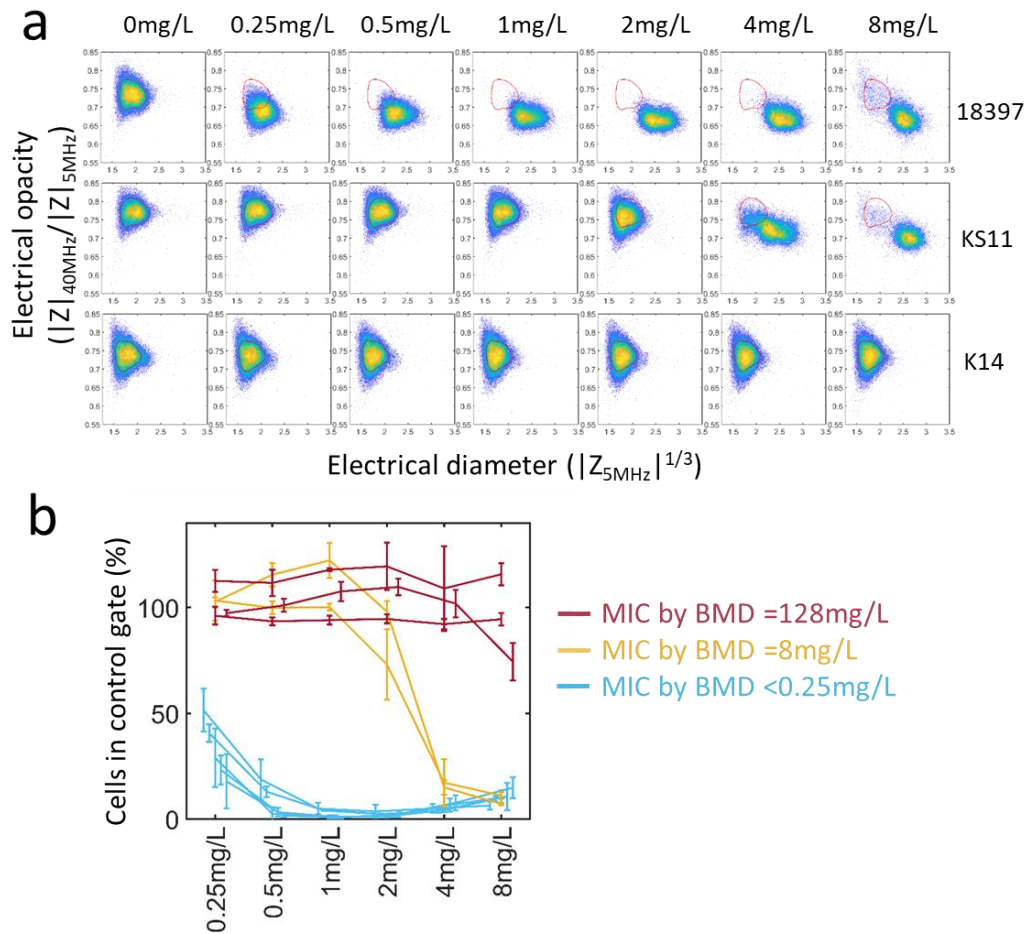 a
0mg/L 0.25mg/L 0.5mg/L 1mg/L 2mg/L 4mg/L 8mg/L
Electrical opacity
(|Z|40MHz/ |Z|5MHz)
0.85
0.8
0.75
0.7
0.65
0.6
0.55
1.5 2 2.5 3 3.5
18397
KS11
K14
Electrical diameter (|Z5MHz|1/3)
b
Cells in control gate (%)
100
50
0
0.25mg/L
0.5mg/L
1mg/L
2mg/L
4mg/L
8mg/L
MIC by BMD =128mg/L
MIC by BMD =8mg/L
MIC by BMD <0.25mg/L